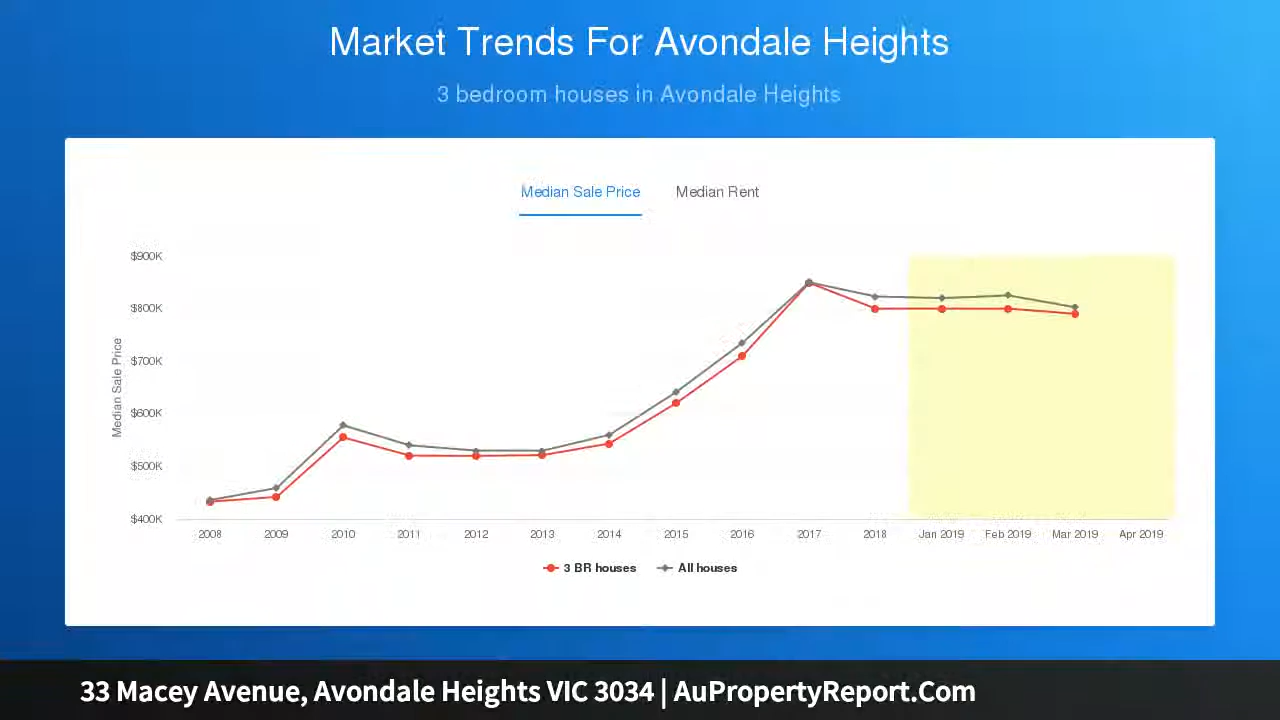 Market Trends For Avondale Heights
3 bedroom houses in Avondale Heights
Median Sale Price Median Rent
$900K
$800K
$700K
$600K
$500K
$400K
Median Sale Price
2008 2009 2010 2011 2012 2013 2014 2015 2016 2017 2018 Jan 2019 Feb 2019 Mar 2019 Apr 2019
3 BR houses All houses
33 Macey Avenue, Avondale Heights VIC 3034 | AuPropertyReport.Com